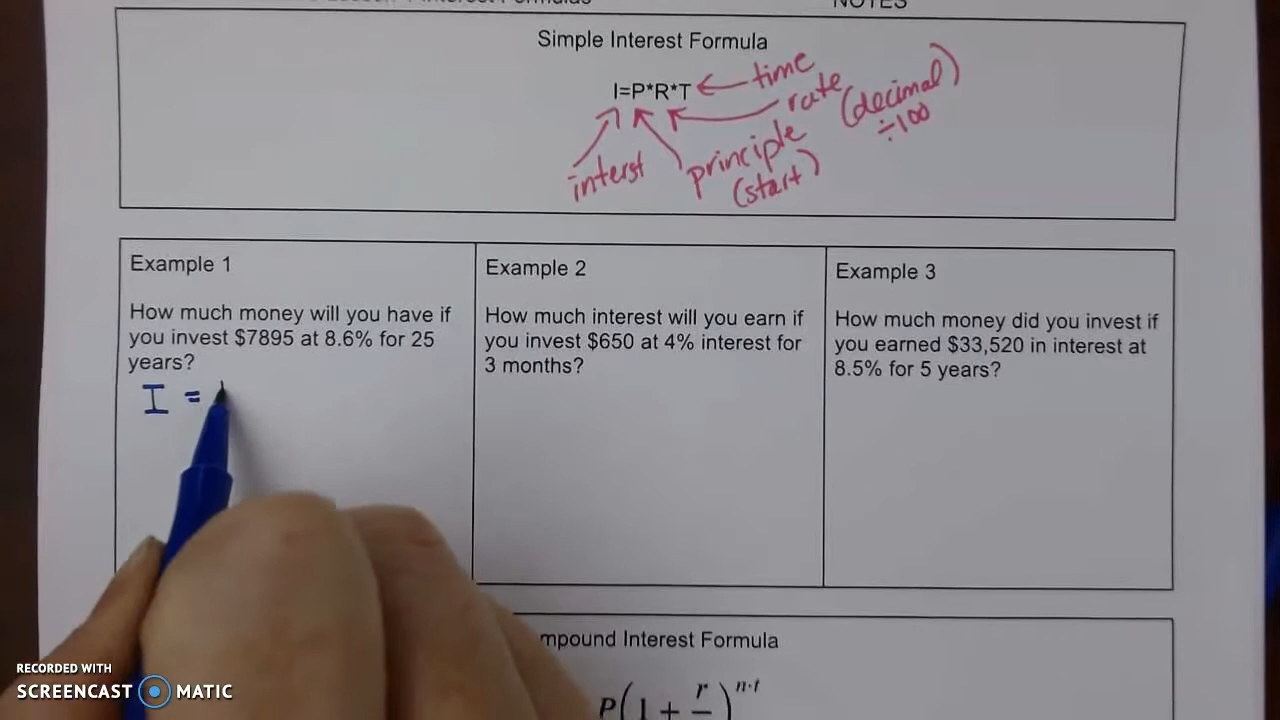 NOTES
Simple Interest Formula
I=P*R*T
time
rate (decimal)
÷100
interst
principle
(start)
Example 1
How much money will you have if
you invest $7895 at 8.6% for 25
years?
I =
Example 2
How much interest will you earn if
you invest $650 at 4% interest for
3 months?
Example 3
How much money did you invest if
you earned $33,520 in interest at
8.5% for 5 years?
mpound Interest Formula
P(1 + r n·t
RECORDED WITH
SCREENCAST MATIC